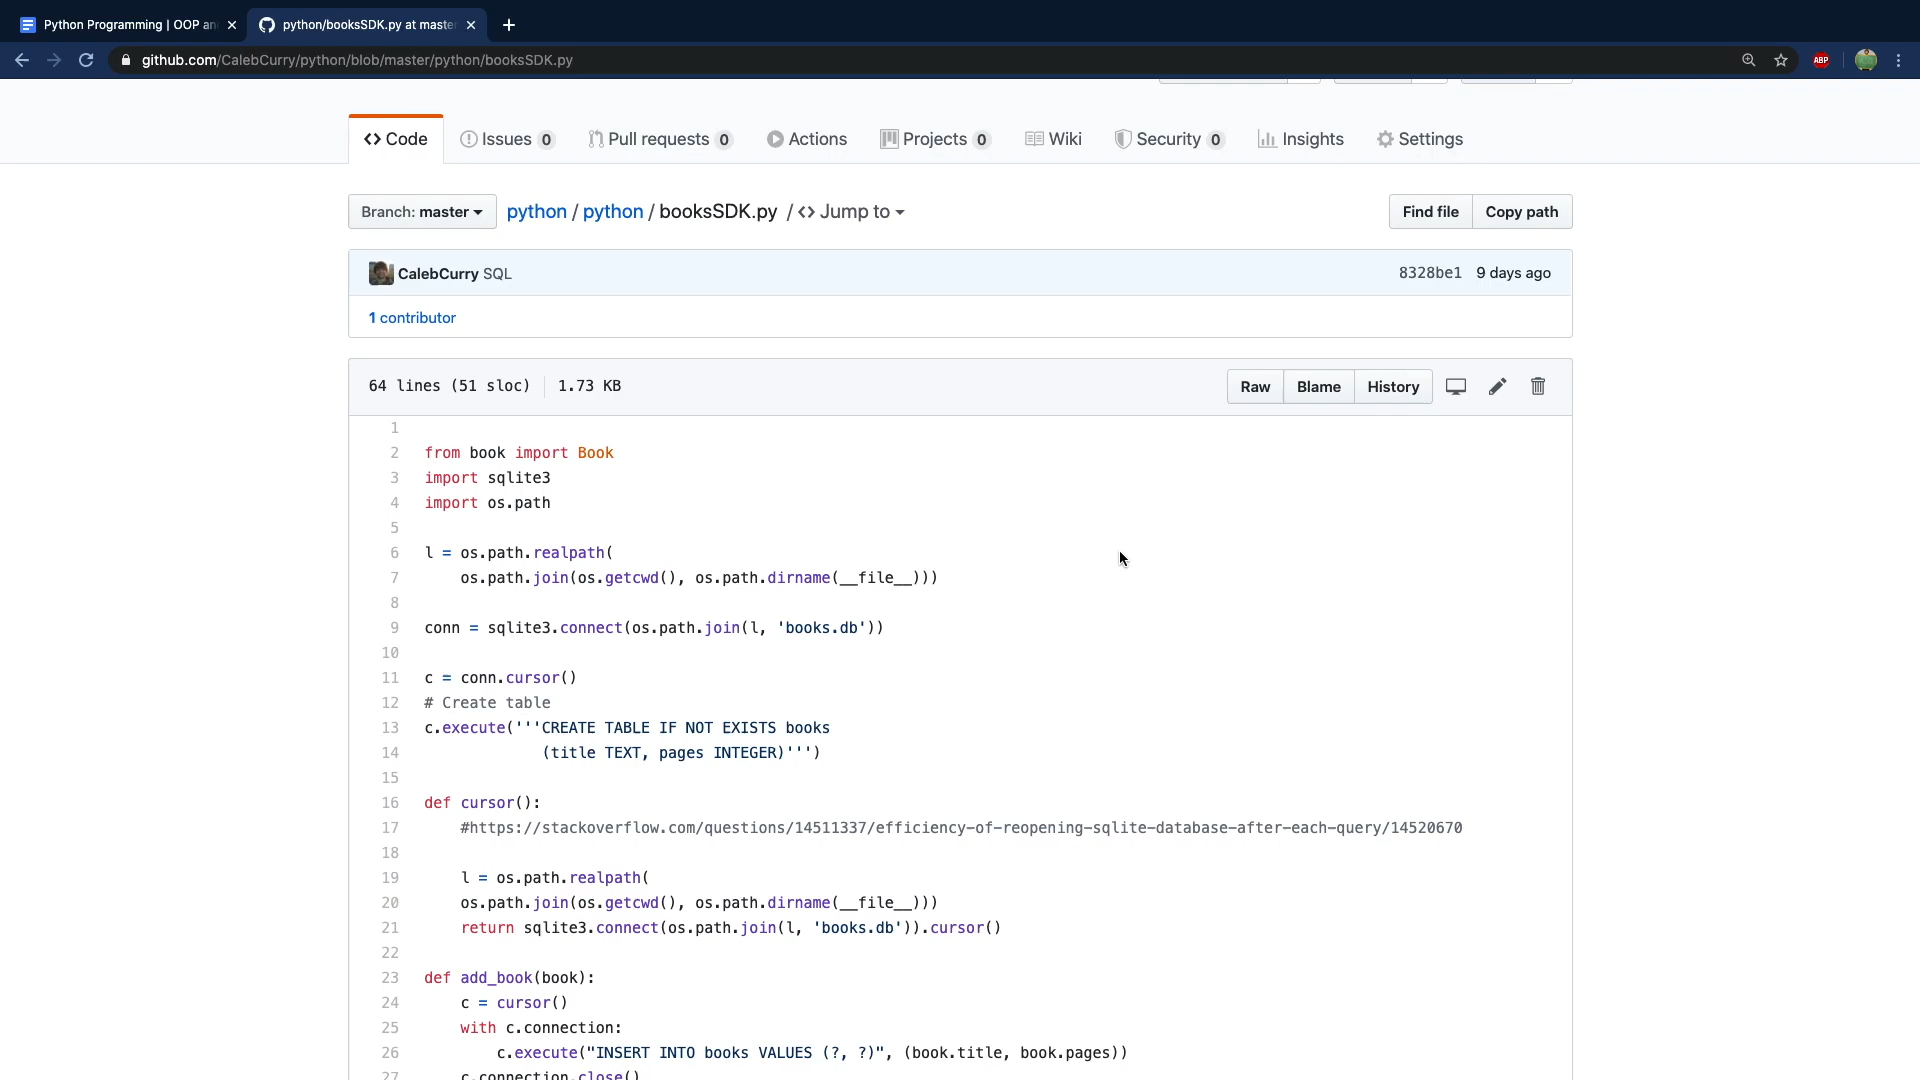 Python Programming | OOP an
python/booksSDK.py at master
github.com/CalebCurry/python/blob/master/python/booksSDK.py
ABP
Code
Issues 0
Pull requests 0
Actions
Projects 0
Wiki
Security 0
Insights
Settings
Branch: master
python / python / booksSDK.py / <> Jump to
Find file
Copy path
CalebCurry SQL
8328be1 9 days ago
1 contributor
64 lines (51 sloc) 1.73 KB
Raw
Blame
History
1
2 from book import Book
3 import sqlite3
4 import os.path
5
6 l = os.path.realpath(
7     os.path.join(os.getcwd(), os.path.dirname(__file__)))
8
9 conn = sqlite3.connect(os.path.join(l, 'books.db'))
10
11 c = conn.cursor()
12 # Create table
13 c.execute('''CREATE TABLE IF NOT EXISTS books
14              (title TEXT, pages INTEGER)''')
15
16 def cursor():
17     #https://stackoverflow.com/questions/14511337/efficiency-of-reopening-sqlite-database-after-each-query/14520670
18
19     l = os.path.realpath(
20     os.path.join(os.getcwd(), os.path.dirname(__file__)))
21     return sqlite3.connect(os.path.join(l, 'books.db')).cursor()
22
23 def add_book(book):
24     c = cursor()
25     with c.connection:
26         c.execute("INSERT INTO books VALUES (?, ?)", (book.title, book.pages))
27     c.connection.close()